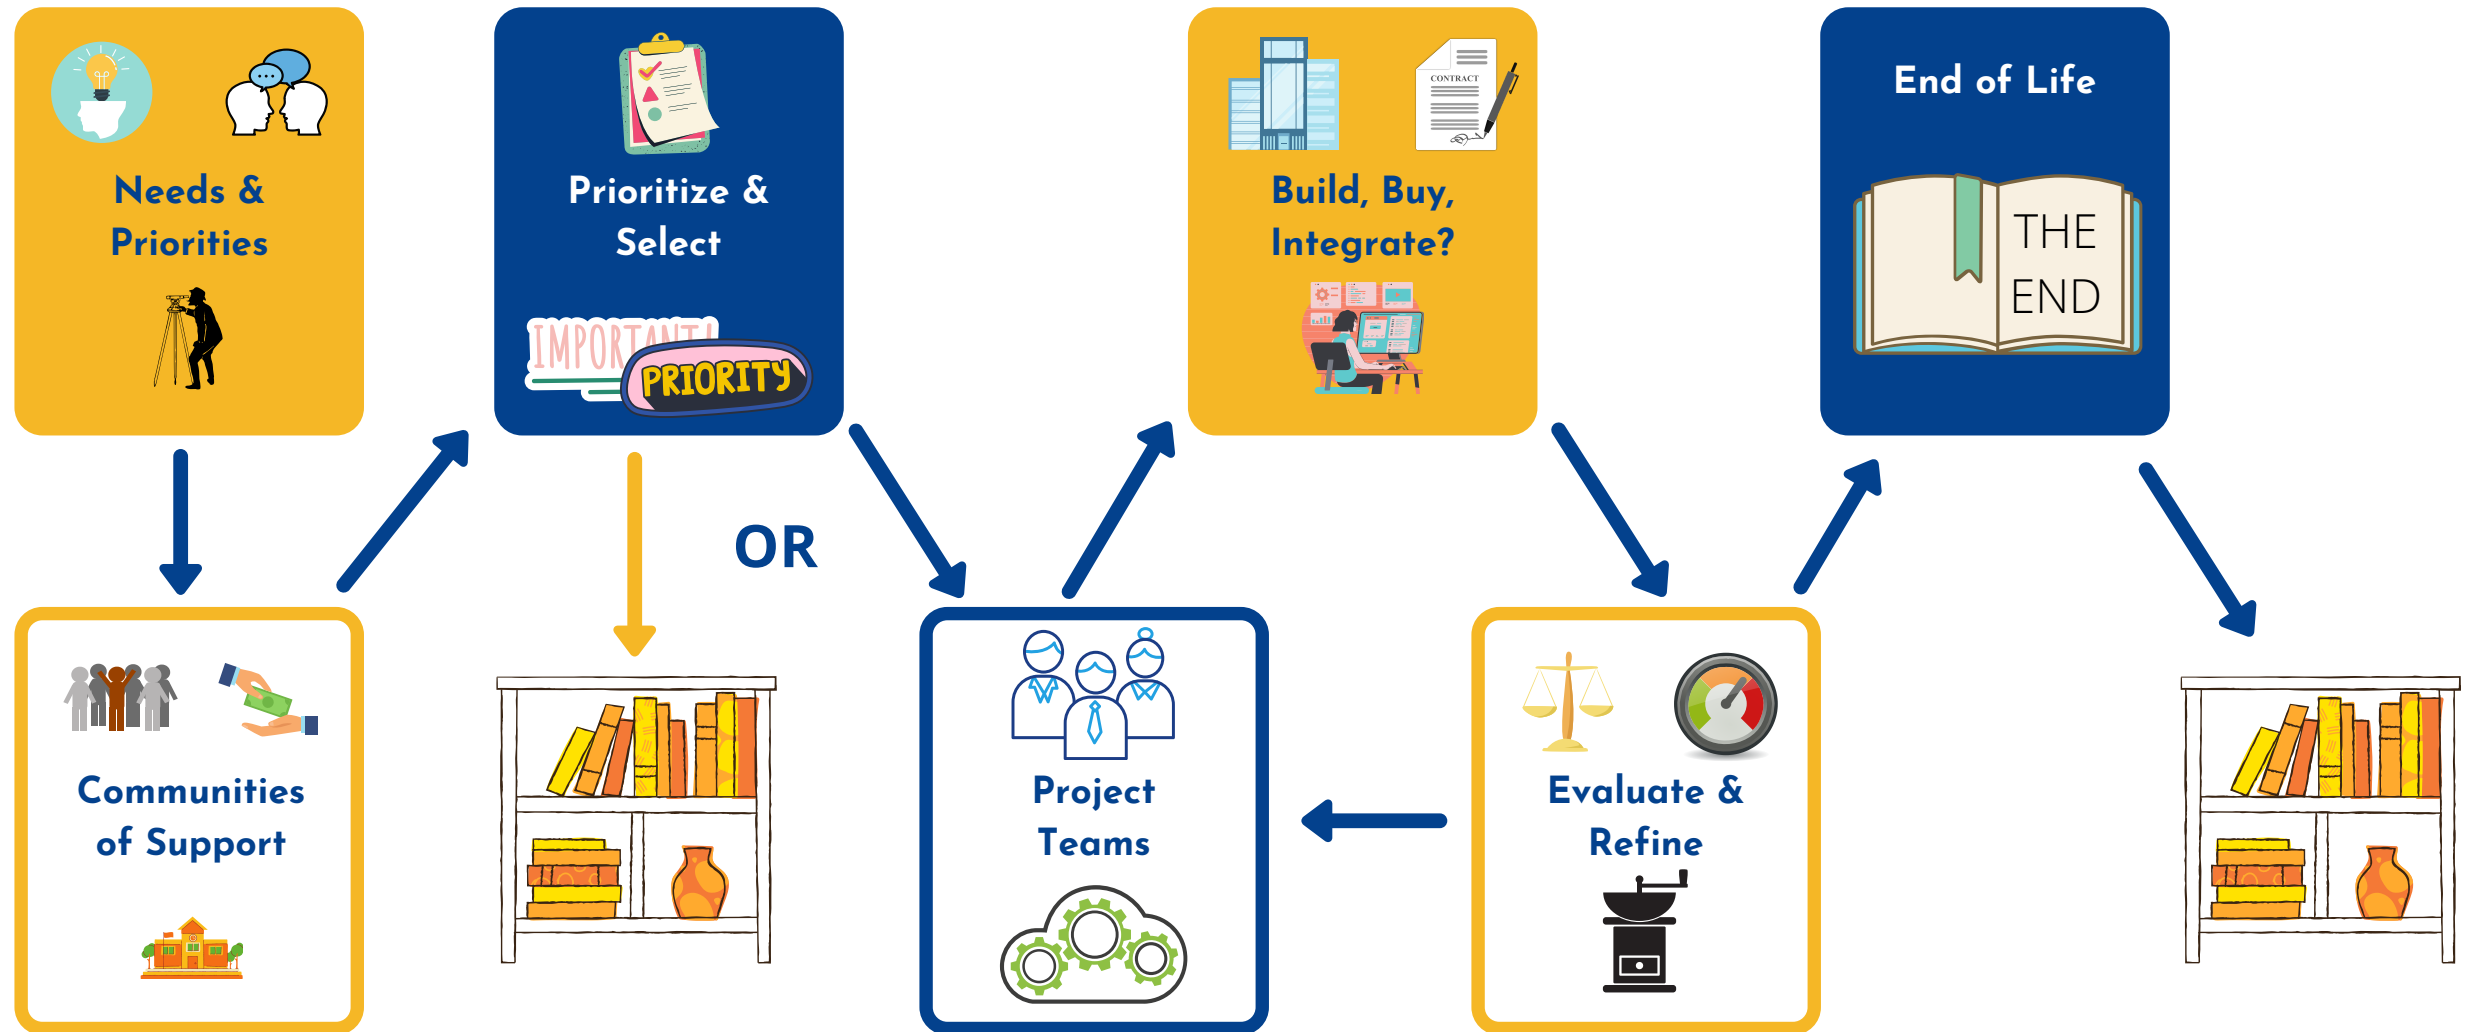 Needs &
Priorities
Prioritize &
Select
IMPORTANT!
PRIORITY
CONTRACT
Build, Buy,
Integrate?
End of Life
THE
END
OR
Communities
of Support
Project
Teams
Evaluate &
Refine